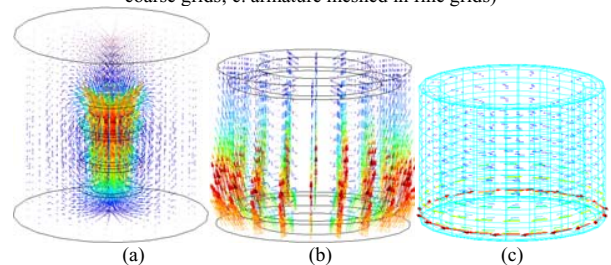 coarse grids, c. armature meshed in fine grids)
(a) (b) (c)